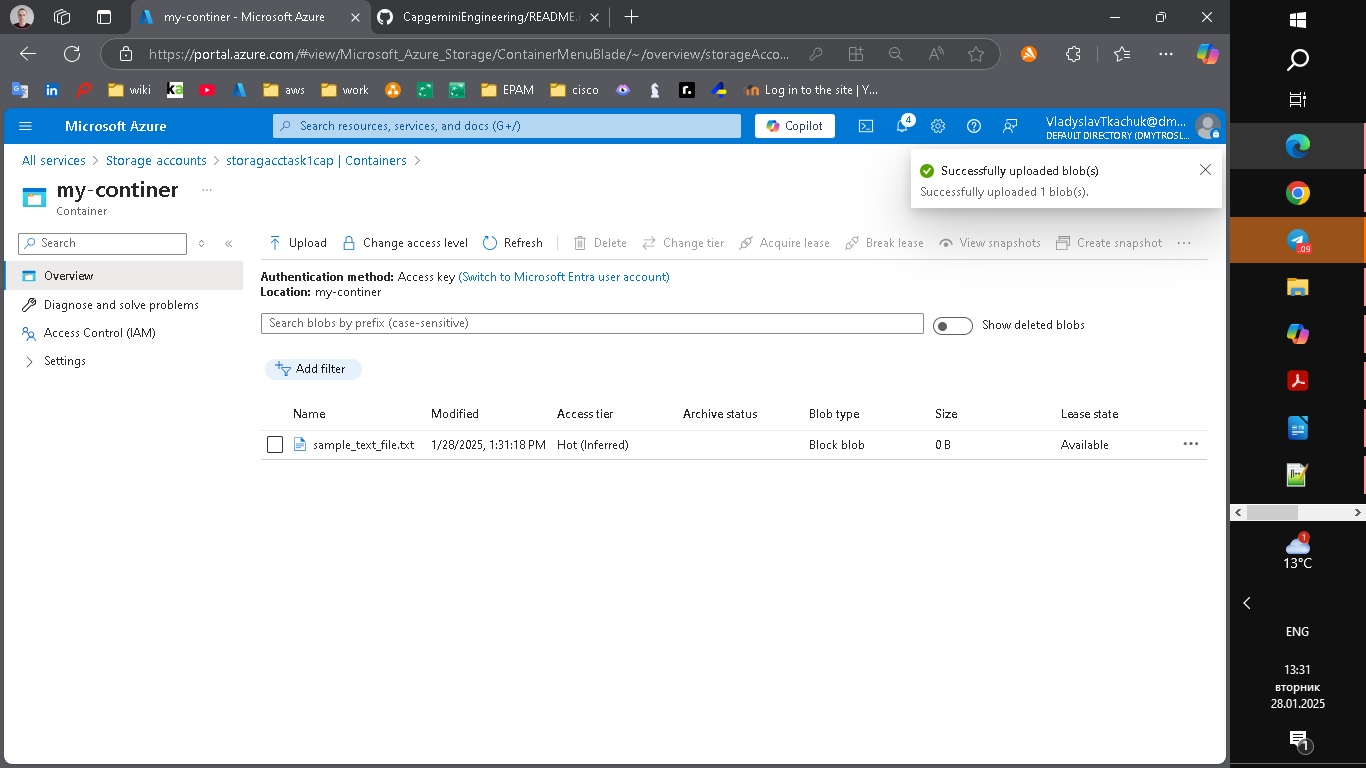 my-continer - Microsoft Azure
CapgeminiEngineering/README.
https://portal.azure.com/#view/Microsoft_Azure_Storage/ContainerMenuBlade/~/overview/storageAcco...
wiki
ka
aws
work
EPAM
cisco
r.
in Log in to the site | Y...
Microsoft Azure
Search resources, services, and docs (G+/)
Copilot
4
VladyslavTkachuk@dm...
DEFAULT DIRECTORY (DMYTROSL...
All services > Storage accounts > storagacctask1cap | Containers >
Successfully uploaded blob(s)
Successfully uploaded 1 blob(s).
my-continer ...
Container
Search
Upload
Change access level
Refresh
Delete
Change tier
Acquire lease
Break lease
View snapshots
Create snapshot
Overview
Diagnose and solve problems
Access Control (IAM)
Settings
Authentication method: Access key (Switch to Microsoft Entra user account)
Location: my-continer
Search blobs by prefix (case-sensitive)
Show deleted blobs
Add filter
Name Modified Access tier Archive status Blob type Size Lease state
sample_text_file.txt 1/28/2025, 1:31:18 PM Hot (Inferred) Block blob 0 B Available
.09
1
13°C
ENG
13:31
вторник
28.01.2025
1